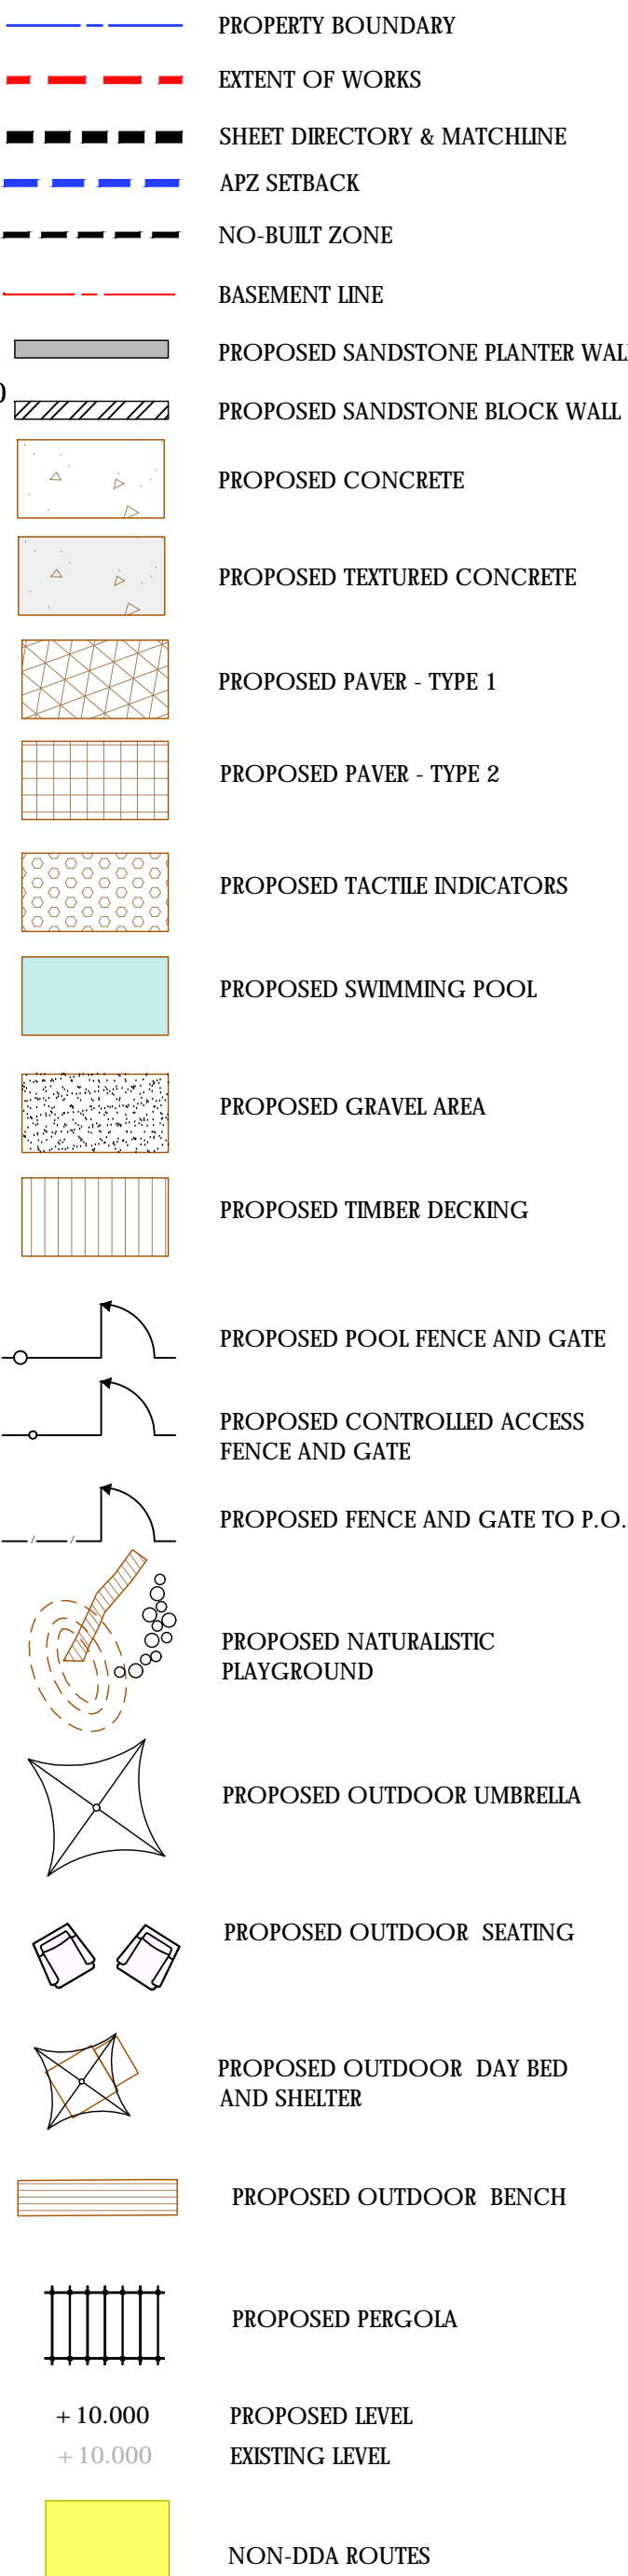 PROPERTY BOUNDARY
EXTENT OF WORKS
SHEET DIRECTORY & MATCHLINE
APZ SETBACK
NO-BUILT ZONE
BASEMENT LINE
PROPOSED SANDSTONE PLANTER WALL
PROPOSED SANDSTONE BLOCK WALL
PROPOSED CONCRETE
PROPOSED TEXTURED CONCRETE
PROPOSED PAVER - TYPE 1
PROPOSED PAVER - TYPE 2
PROPOSED TACTILE INDICATORS
PROPOSED SWIMMING POOL
PROPOSED GRAVEL AREA
PROPOSED TIMBER DECKING
PROPOSED POOL FENCE AND GATE
PROPOSED CONTROLLED ACCESS
FENCE AND GATE
PROPOSED FENCE AND GATE TO P.O.
PROPOSED NATURALISTIC
PLAYGROUND
PROPOSED OUTDOOR UMBRELLA
PROPOSED OUTDOOR SEATING
PROPOSED OUTDOOR DAY BED
AND SHELTER
PROPOSED OUTDOOR BENCH
PROPOSED PERGOLA
+10.000 PROPOSED LEVEL
+10.000 EXISTING LEVEL
NON-DDA ROUTES